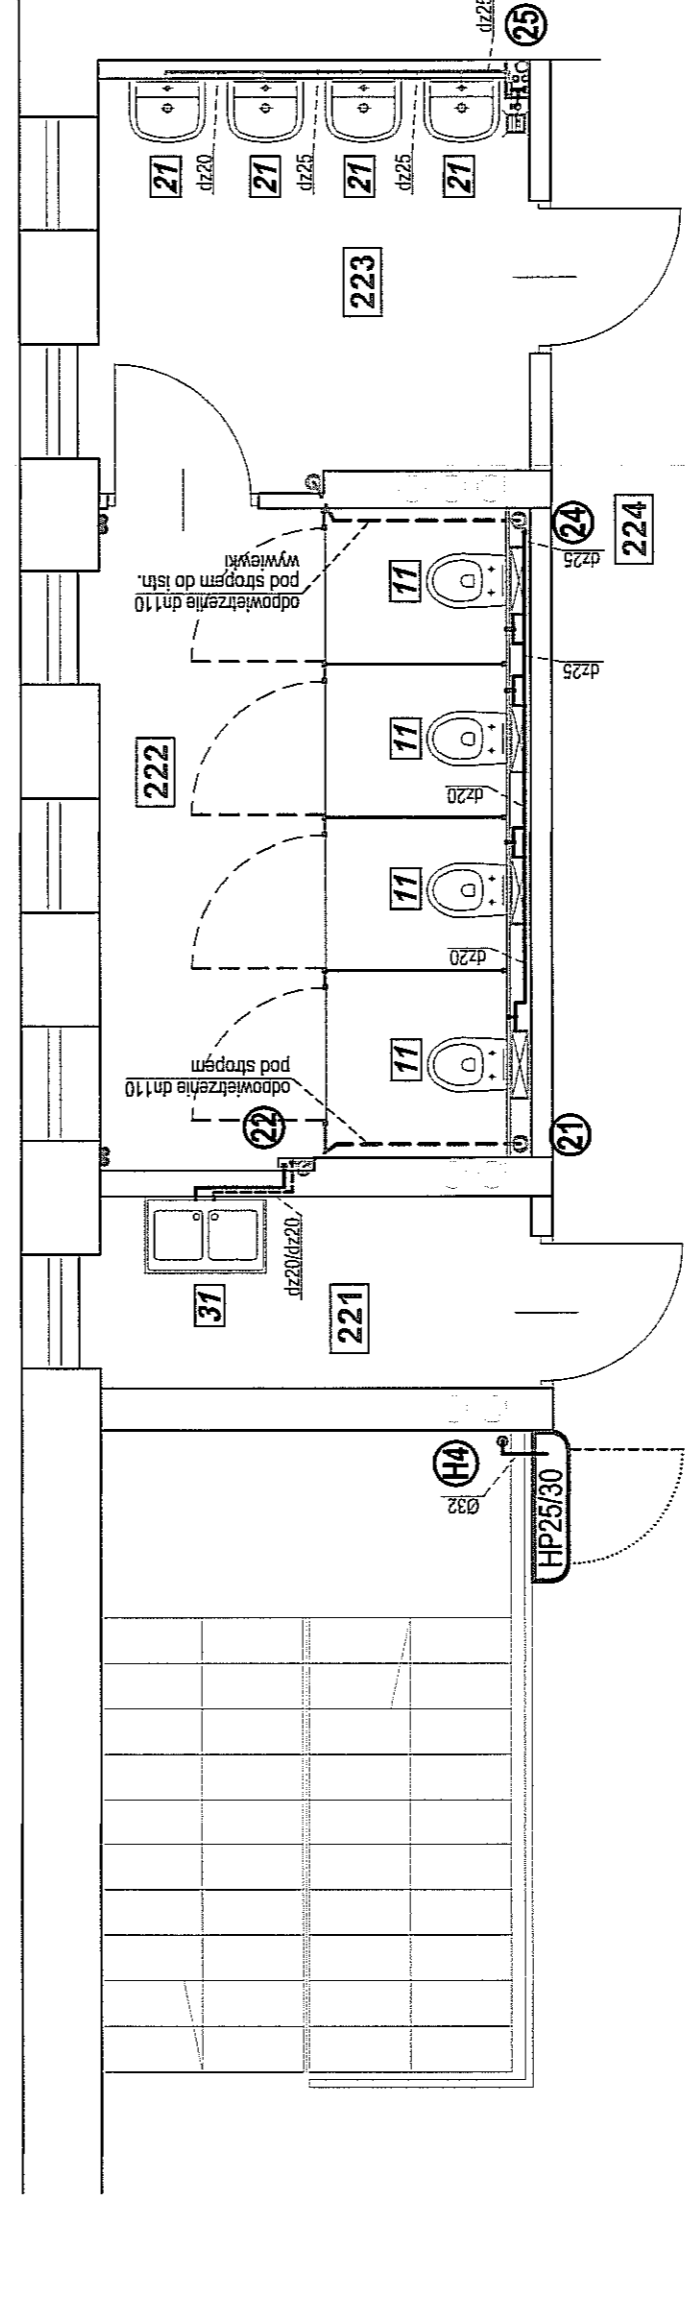 dz25
25
21
21
21
21
dz20
dz25
dz25
223
24
224
odpowietrzenie dn110
pod stropem do istn.
wywiewki
11
dz25
dz25
222
11
dz20
11
dz20
odpowietrzenie dn110
pod stropem
11
22
21
dz20/dz20
31
221
H4
Ø32
HP25/30